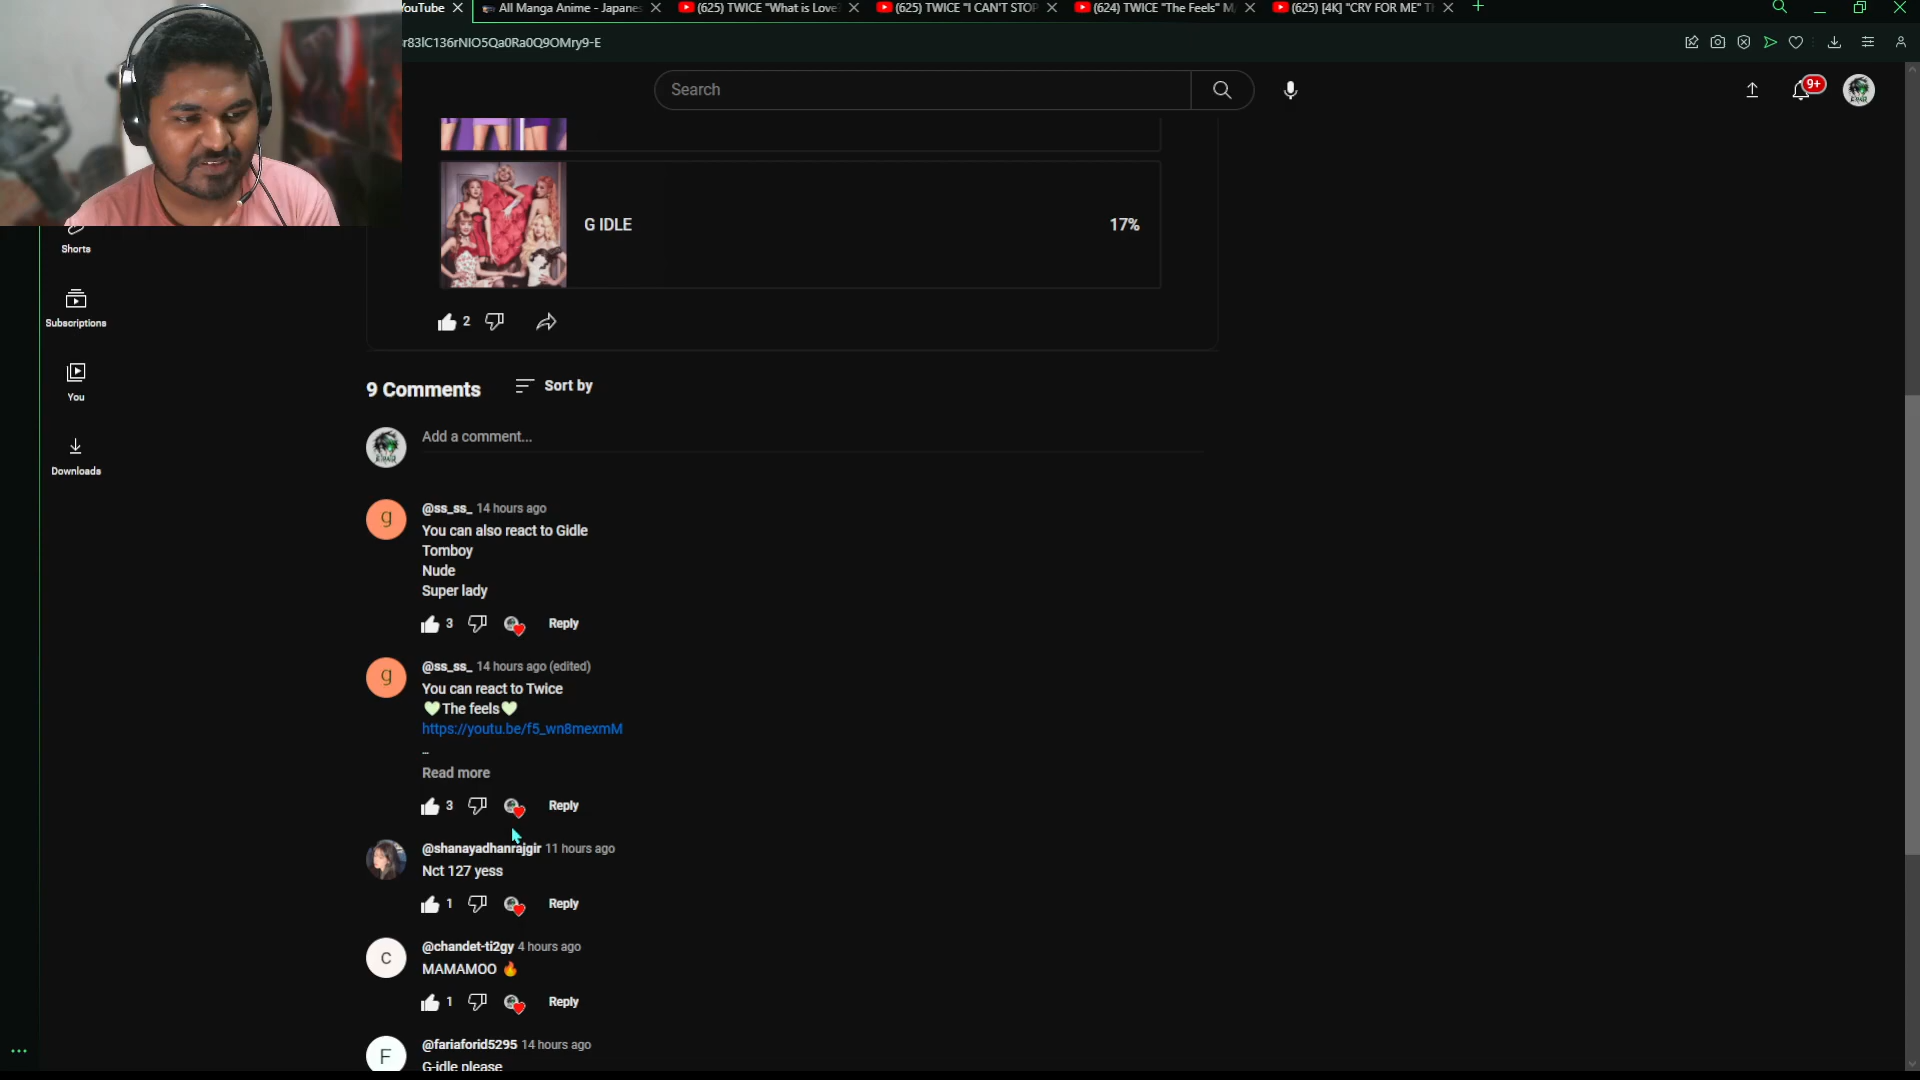 YouTube
All Manga Anime - Japane
(625) TWICE "What is Love
(625) TWICE "I CAN'T STOP
(624) TWICE "The Feels" M
(625) [4K] "CRY FOR ME" T
Search
9+
Shorts
Subscriptions
You
Downloads
G IDLE
17%
2
9 Comments
Sort by
Add a comment...
g
@ss_ss_ 14 hours ago
You can also react to Gidle
Tomboy
Nude
Super lady
3
Reply
g
@ss_ss_ 14 hours ago (edited)
You can react to Twice
💚The feels💚
https://youtu.be/f5_wn8mexmM
...
Read more
3
Reply
@shanayadhanrajgir 11 hours ago
Nct 127 yess
1
Reply
C
@chandet-ti2gy 4 hours ago
MAMAMOO 🔥
1
Reply
F
@fariaforid5295 14 hours ago
G-idle please